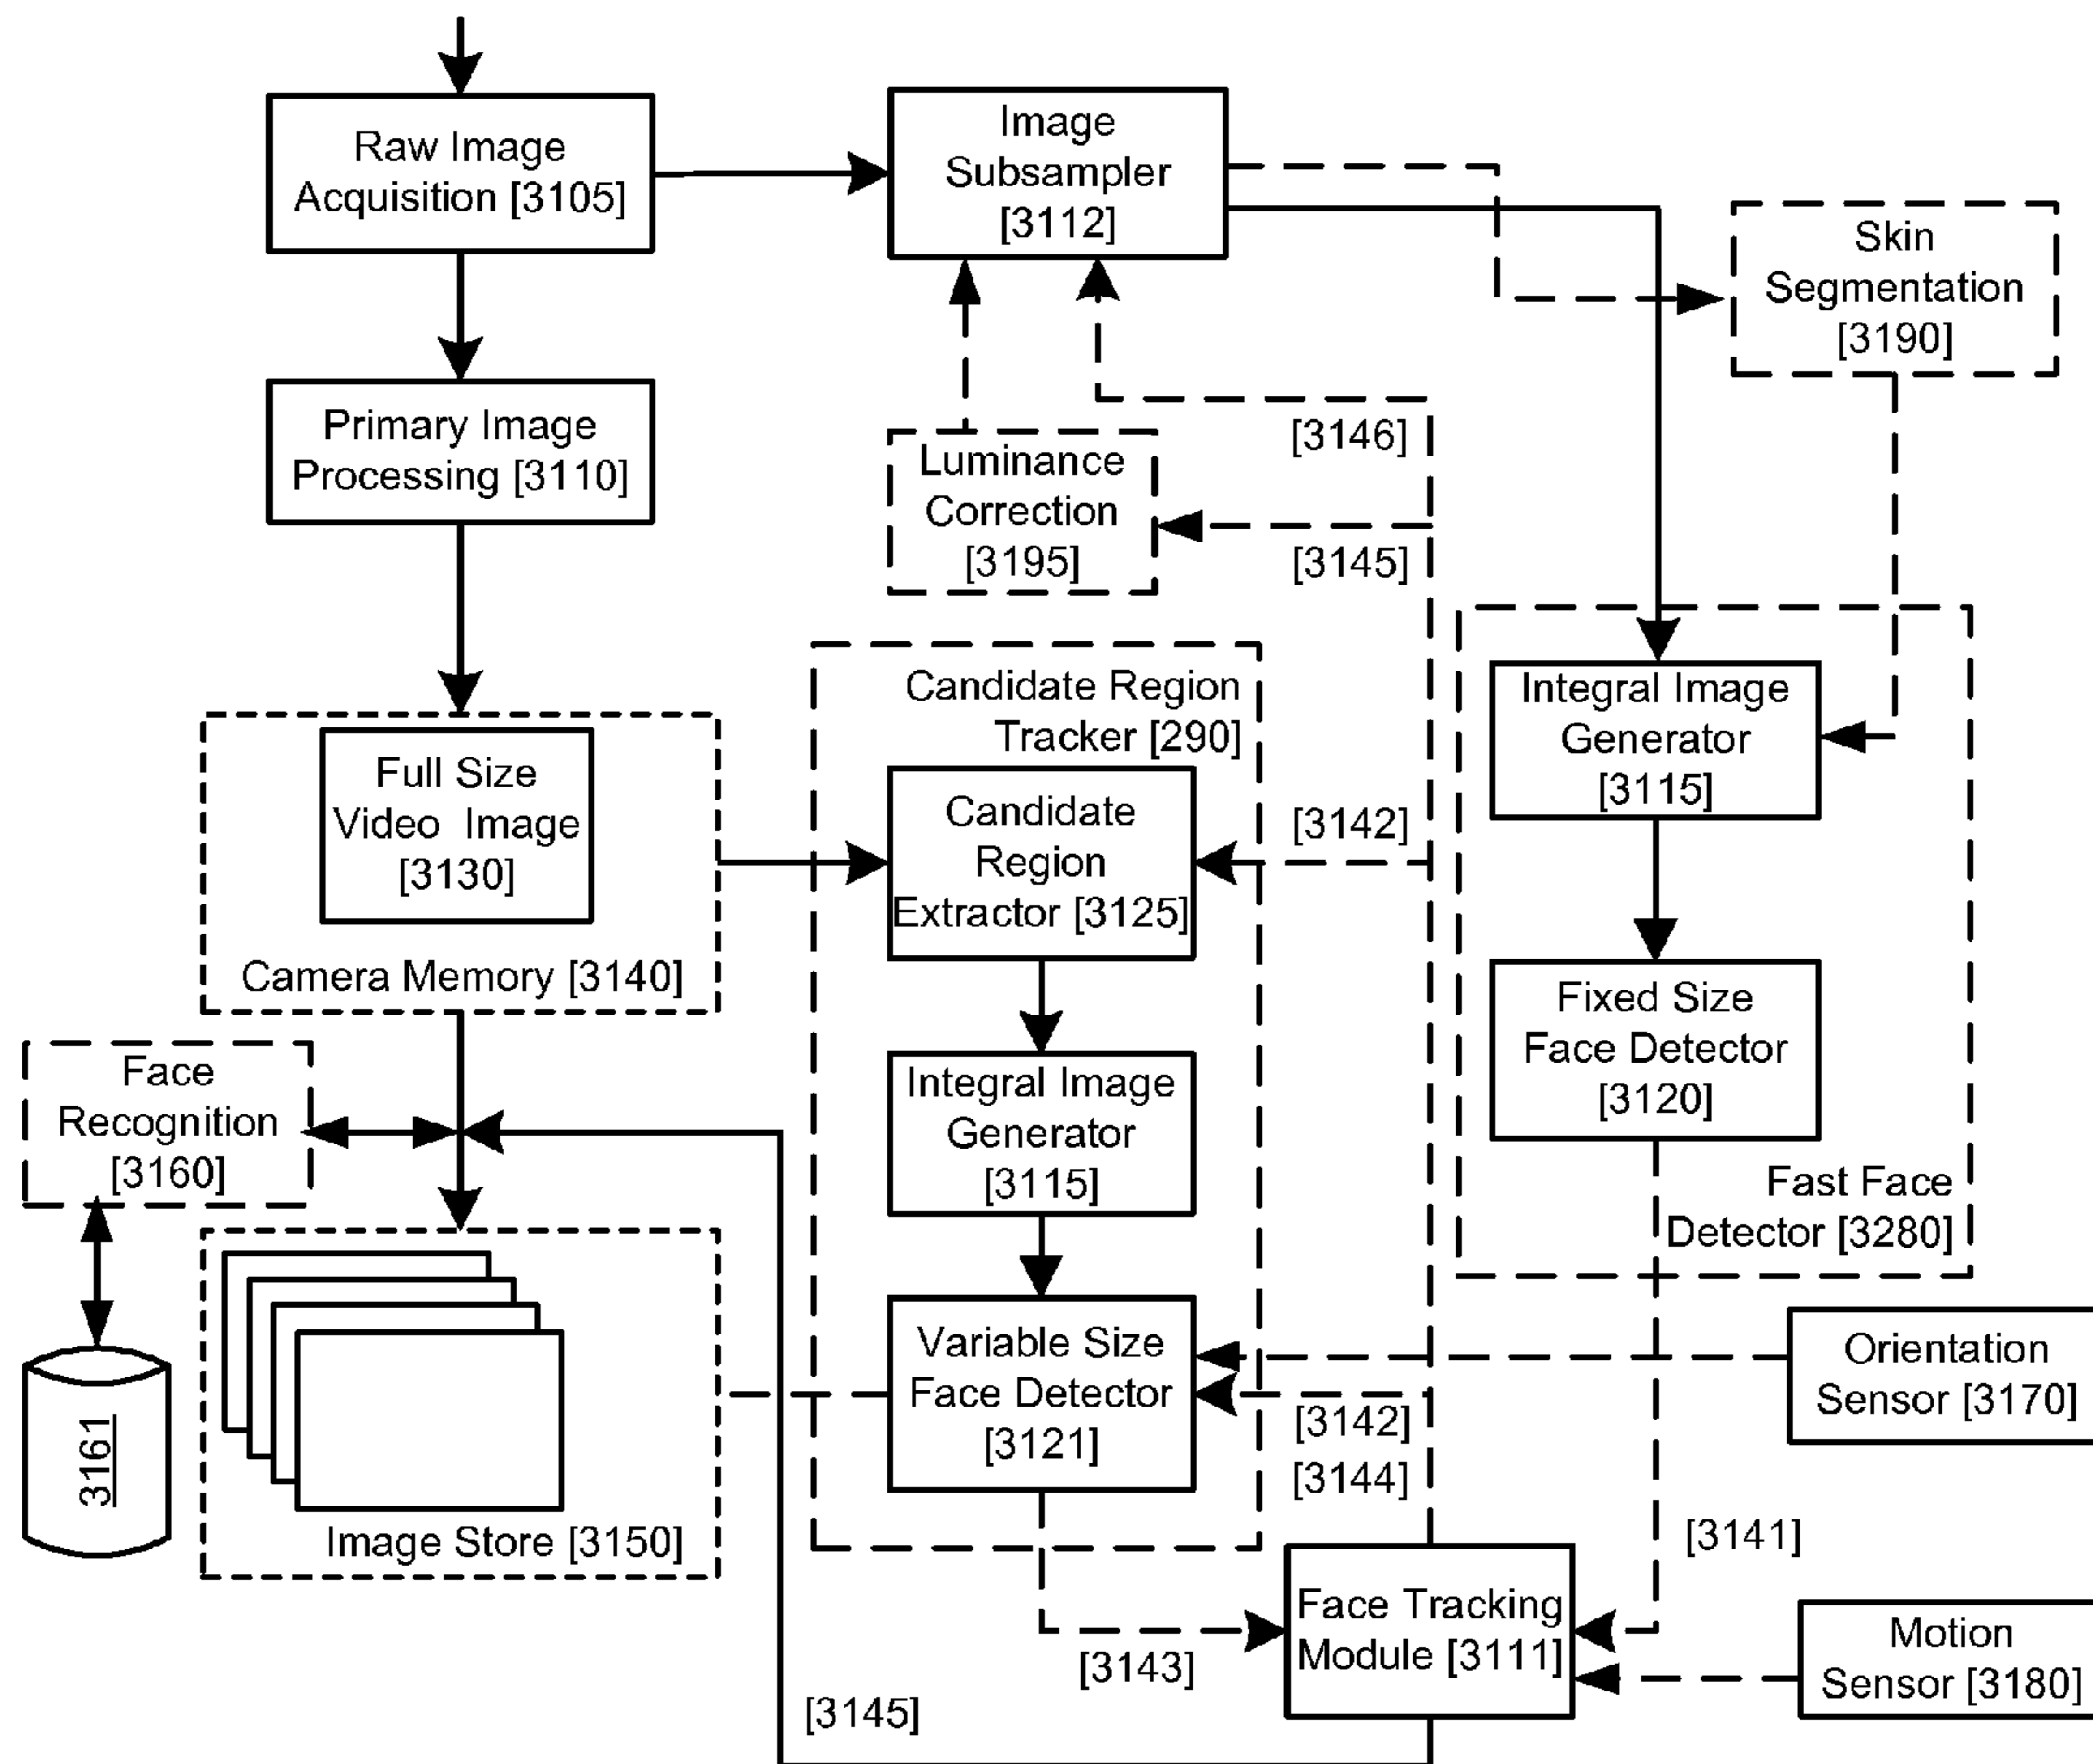 Raw Image
Acquisition [3105]
Image
Subsampler
[3112]
Skin
Segmentation
[3190]
Primary Image
Processing [3110]
Luminance
Correction
[3195]
[3146]
[3145]
Full Size
Video Image
[3130]
Camera Memory [3140]
Candidate Region
Tracker [290]
Candidate
Region
Extractor [3125]
[3142]
Integral Image
Generator
[3115]
Fixed Size
Face Detector
[3120]
Fast Face
Detector [3280]
Face
Recognition
[3160]
Integral Image
Generator
[3115]
3161
Image Store [3150]
Variable Size
Face Detector
[3121]
[3142]
[3144]
Orientation
Sensor [3170]
[3141]
[3143]
Face Tracking
Module [3111]
Motion
Sensor [3180]
[3145]